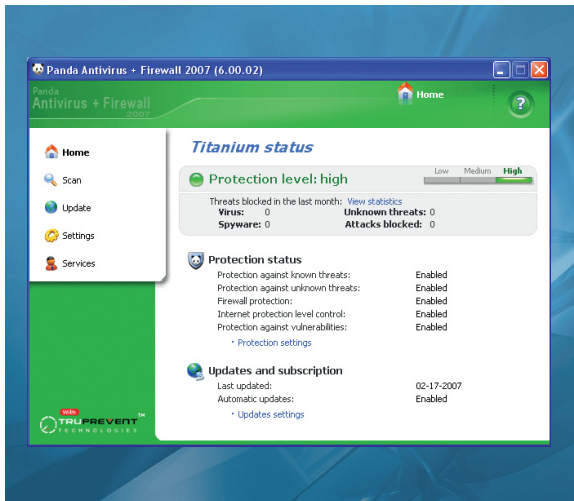 Panda Antivirus + Firewall 2007 (6.00.02)
Panda
Antivirus + Firewall
2007
Home
?
Home
Scan
Update
Settings
Services
Titanium status
Protection level: high
Low Medium High
Threats blocked in the last month: View statistics
Virus: 0 Unknown threats: 0
Spyware: 0 Attacks blocked: 0
Protection status
Protection against known threats: Enabled
Protection against unknown threats: Enabled
Firewall protection: Enabled
Internet protection level control: Enabled
Protection against vulnerabilities: Enabled
• Protection settings
Updates and subscription
Last updated: 02-17-2007
Automatic updates: Enabled
• Updates settings
With
TRUPREVENT™
TECHNOLOGIES